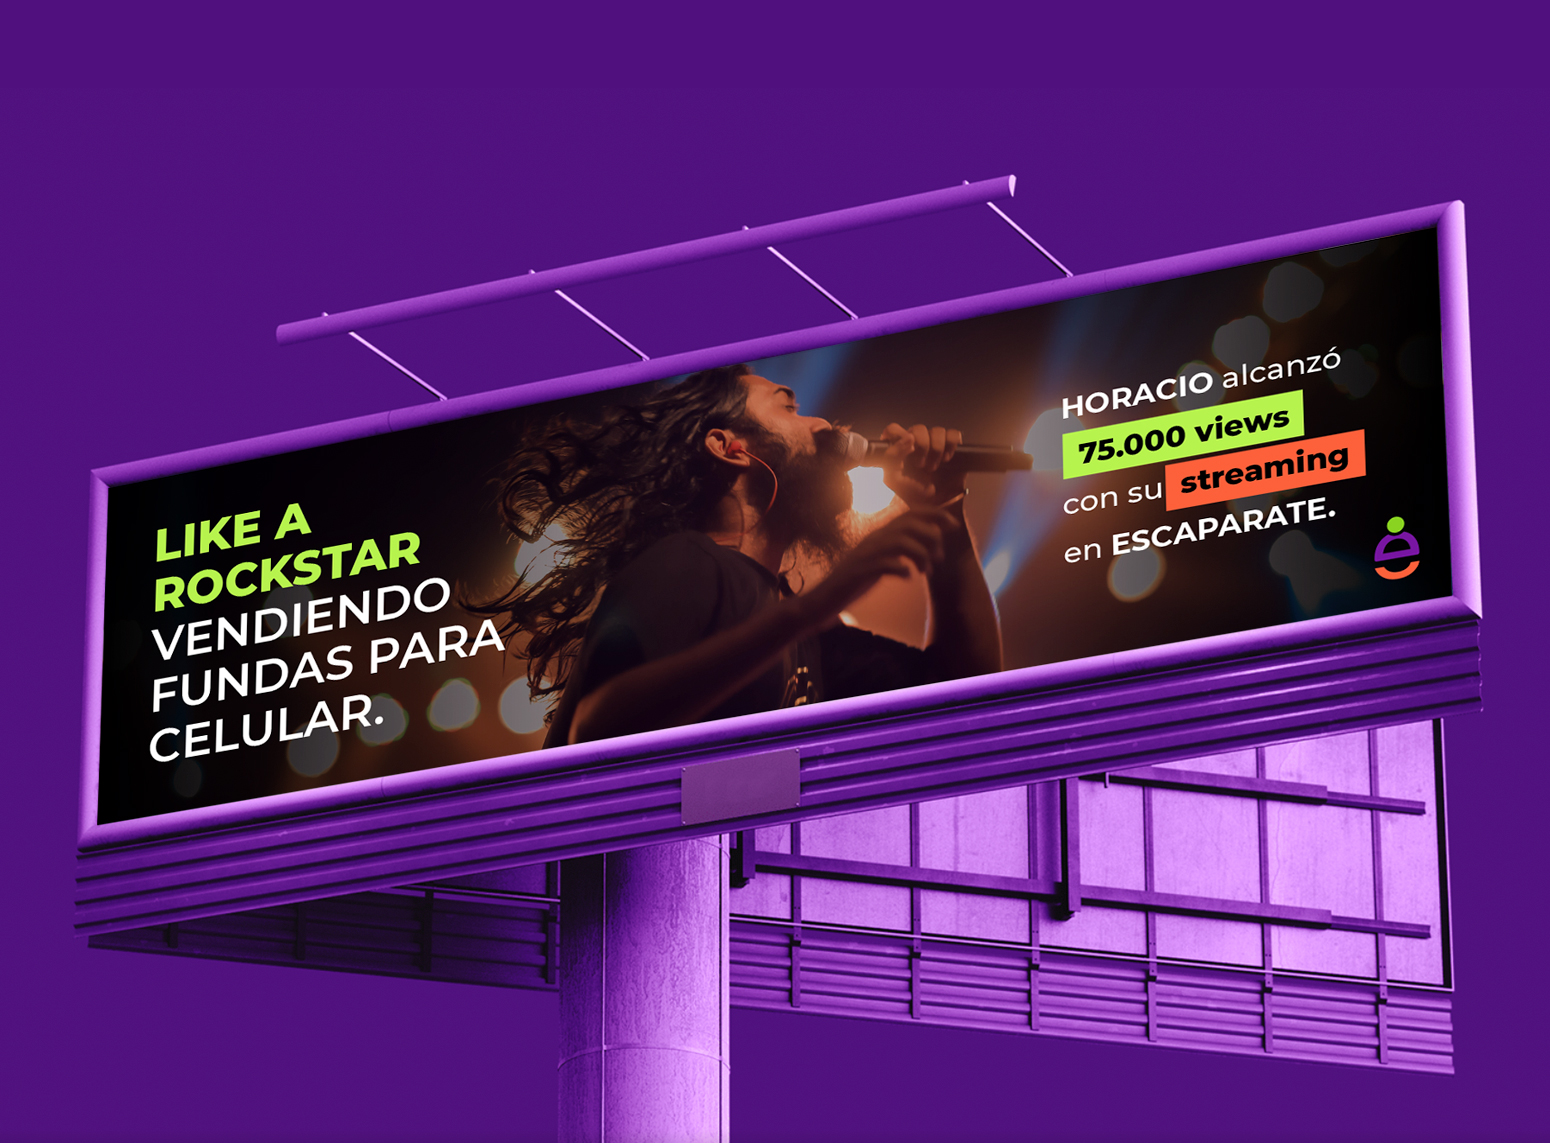 LIKE A
ROCKSTAR
VENDIENDO
FUNDAS PARA
CELULAR.
HORACIO alcanzó
75.000 views
con su streaming
en ESCAPARATE.